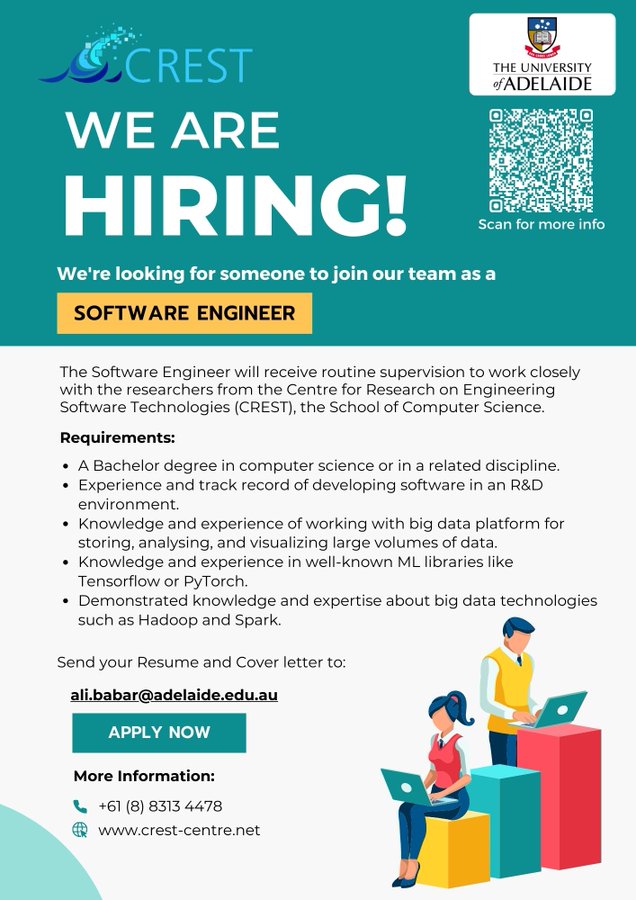 CREST
THE UNIVERSITY
of ADELAIDE
WE ARE
HIRING!
Scan for more info
We're looking for someone to join our team as a
SOFTWARE ENGINEER
The Software Engineer will receive routine supervision to work closely
with the researchers from the Centre for Research on Engineering
Software Technologies (CREST), the School of Computer Science.
Requirements:
• A Bachelor degree in computer science or in a related discipline.
• Experience and track record of developing software in an R&D
environment.
• Knowledge and experience of working with big data platform for
storing, analysing, and visualizing large volumes of data.
• Knowledge and experience in well-known ML libraries like
Tensorflow or PyTorch.
• Demonstrated knowledge and expertise about big data technologies
such as Hadoop and Spark.
Send your Resume and Cover letter to:
ali.babar@adelaide.edu.au
APPLY NOW
More Information:
+61 (8) 8313 4478
www.crest-centre.net